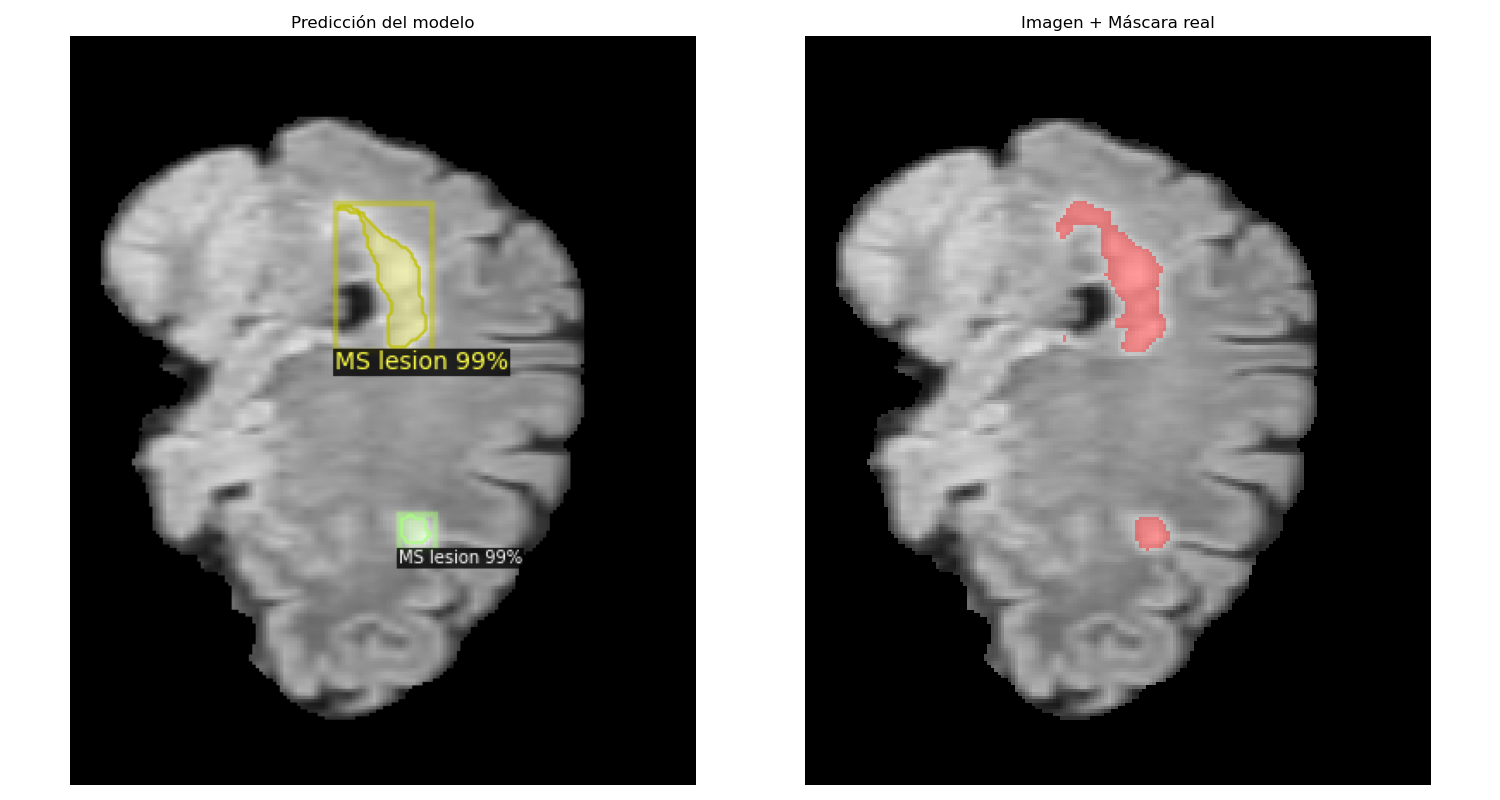 Predicción del modelo
Imagen + Máscara real
MS lesion 99%
MS lesion 99%